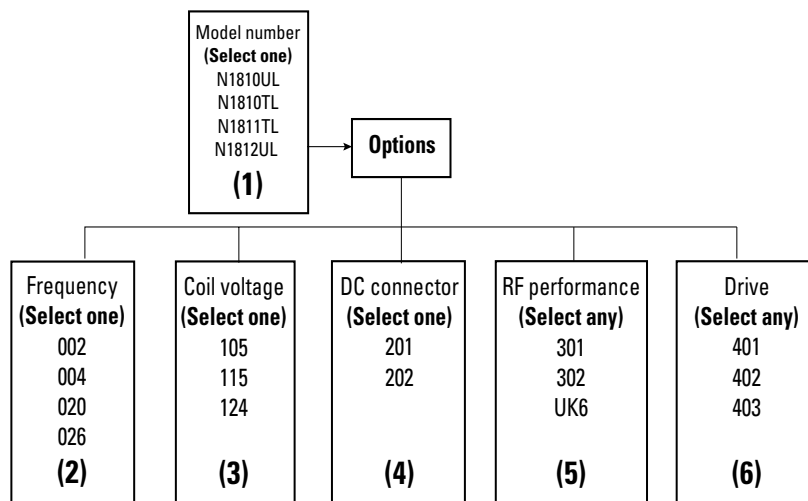 Model number
(Select one)
N1810UL
N1810TL
N1811TL
N1812UL
(1)
Options
Frequency
(Select one)
002
004
020
026
(2)
Coil voltage
(Select one)
105
115
124
(3)
DC connector
(Select one)
201
202
(4)
RF performance
(Select any)
301
302
UK6
(5)
Drive
(Select any)
401
402
403
(6)